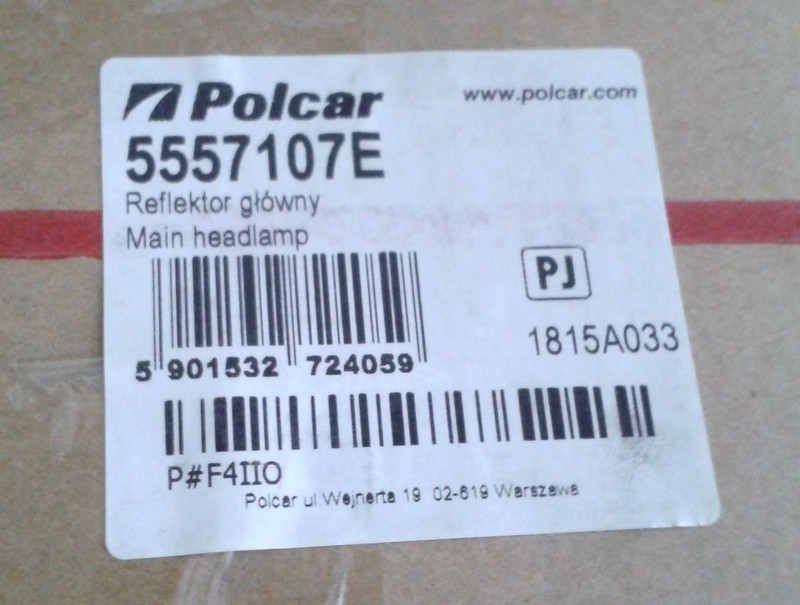 Polcar
www.polcar.com
5557107E
Reflektor główny
Main headlamp
PJ
1815A033
5 901532 724059
P#F4IIO
Polcar ul.Wejnerta 19 02-619 Warszawa